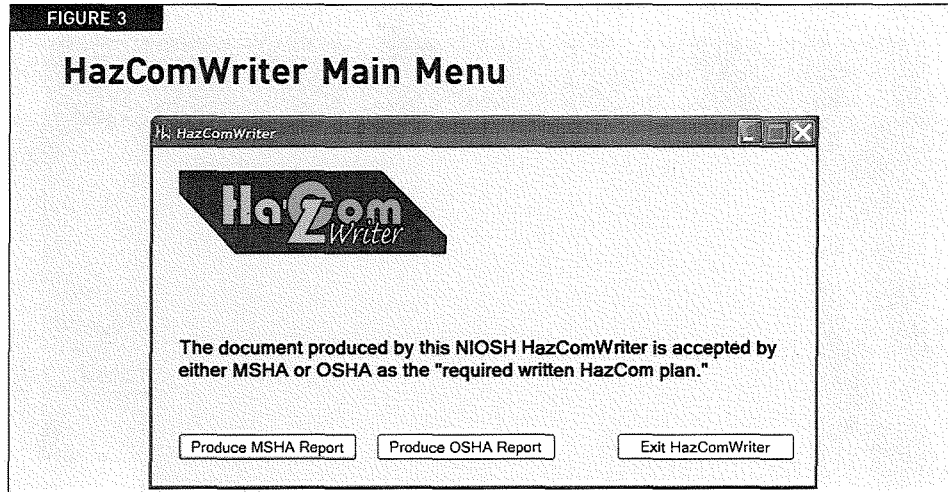 FIGURE 3
HazComWriter Main Menu
HazComWriter
HazCom
Writer
The document produced by this NIOSH HazComWriter is accepted by
either MSHA or OSHA as the "required written HazCom plan."
Produce MSHA Report
Produce OSHA Report
Exit HazComWriter